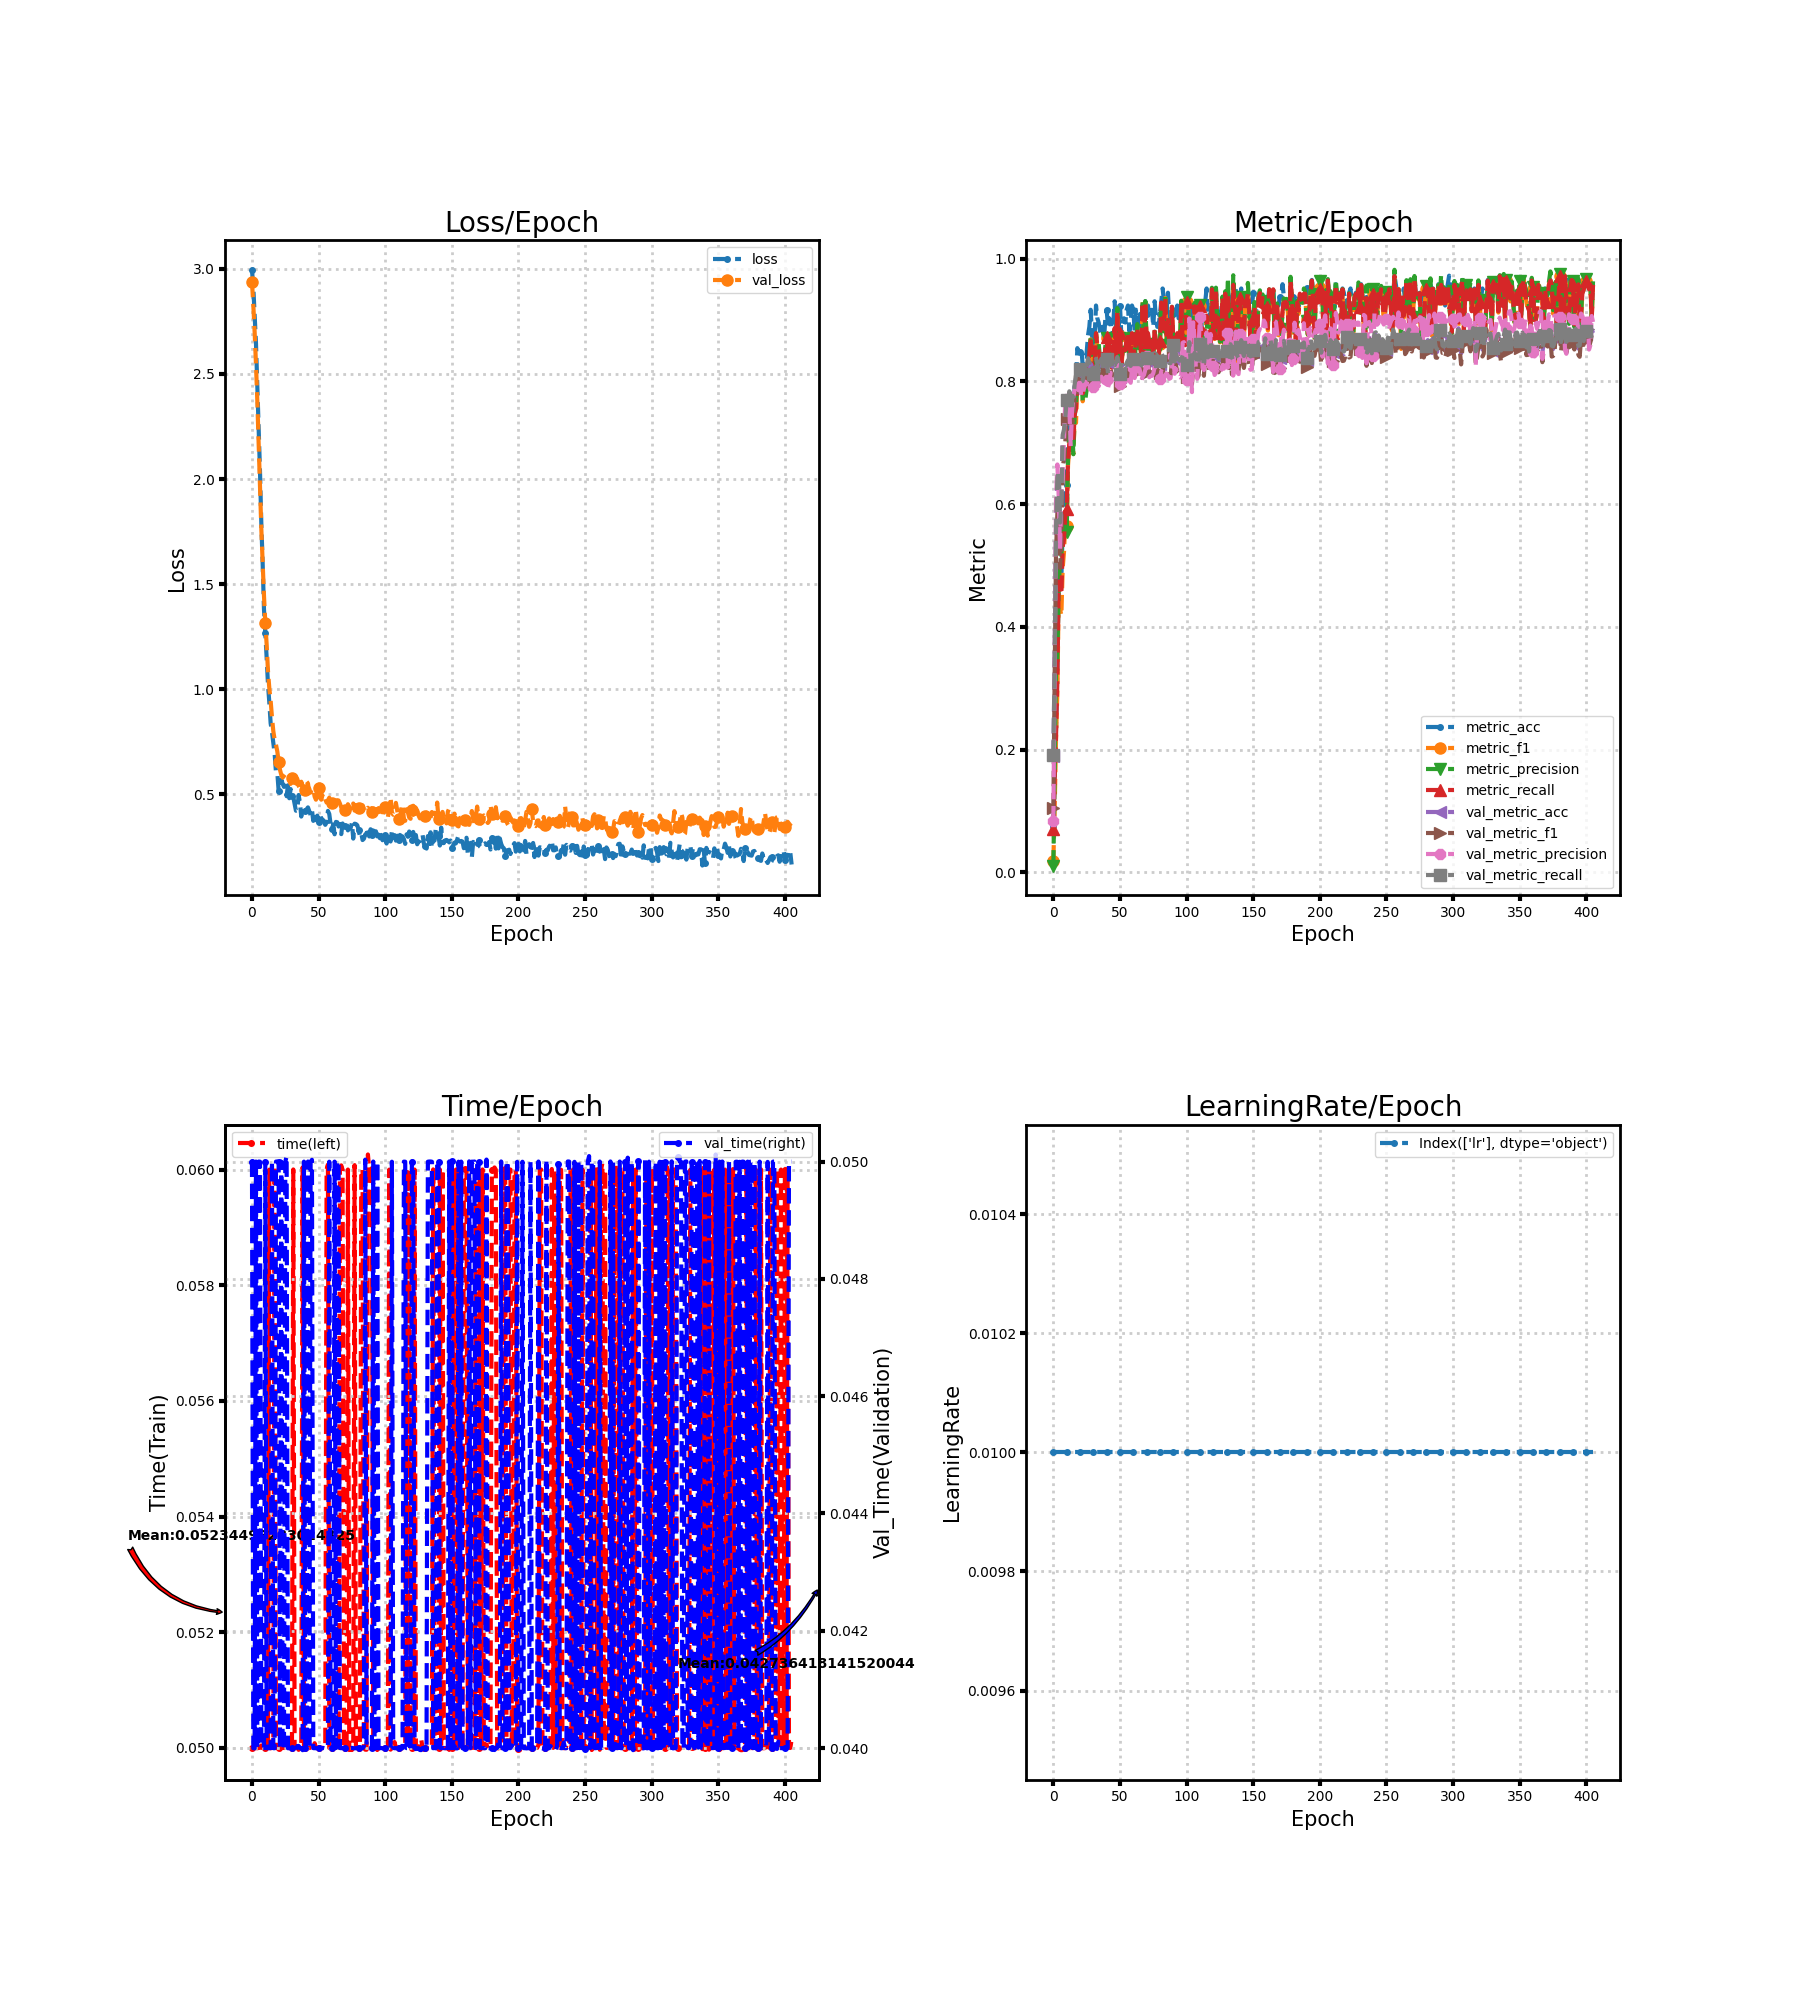 Loss/Epoch
3.0
2.5
2.0
1.5
1.0
0.5
Loss
0 50 100 150 200 250 300 350 400
Epoch
loss
val_loss
Metric/Epoch
1.0
0.8
0.6
0.4
0.2
0.0
Metric
0 50 100 150 200 250 300 350 400
Epoch
metric_acc
metric_f1
metric_precision
metric_recall
val_metric_acc
val_metric_f1
val_metric_precision
val_metric_recall
Time/Epoch
time(left)
val_time(right)
0.060
0.058
0.056
0.054
0.052
0.050
Time(Train)
0.050
0.048
0.046
0.044
0.042
0.040
Val_Time(Validation)
0 50 100 150 200 250 300 350 400
Epoch
LearningRate/Epoch
Index(['lr'], dtype='object')
0.0104
0.0102
0.0100
0.0098
0.0096
LearningRate
0 50 100 150 200 250 300 350 400
Epoch